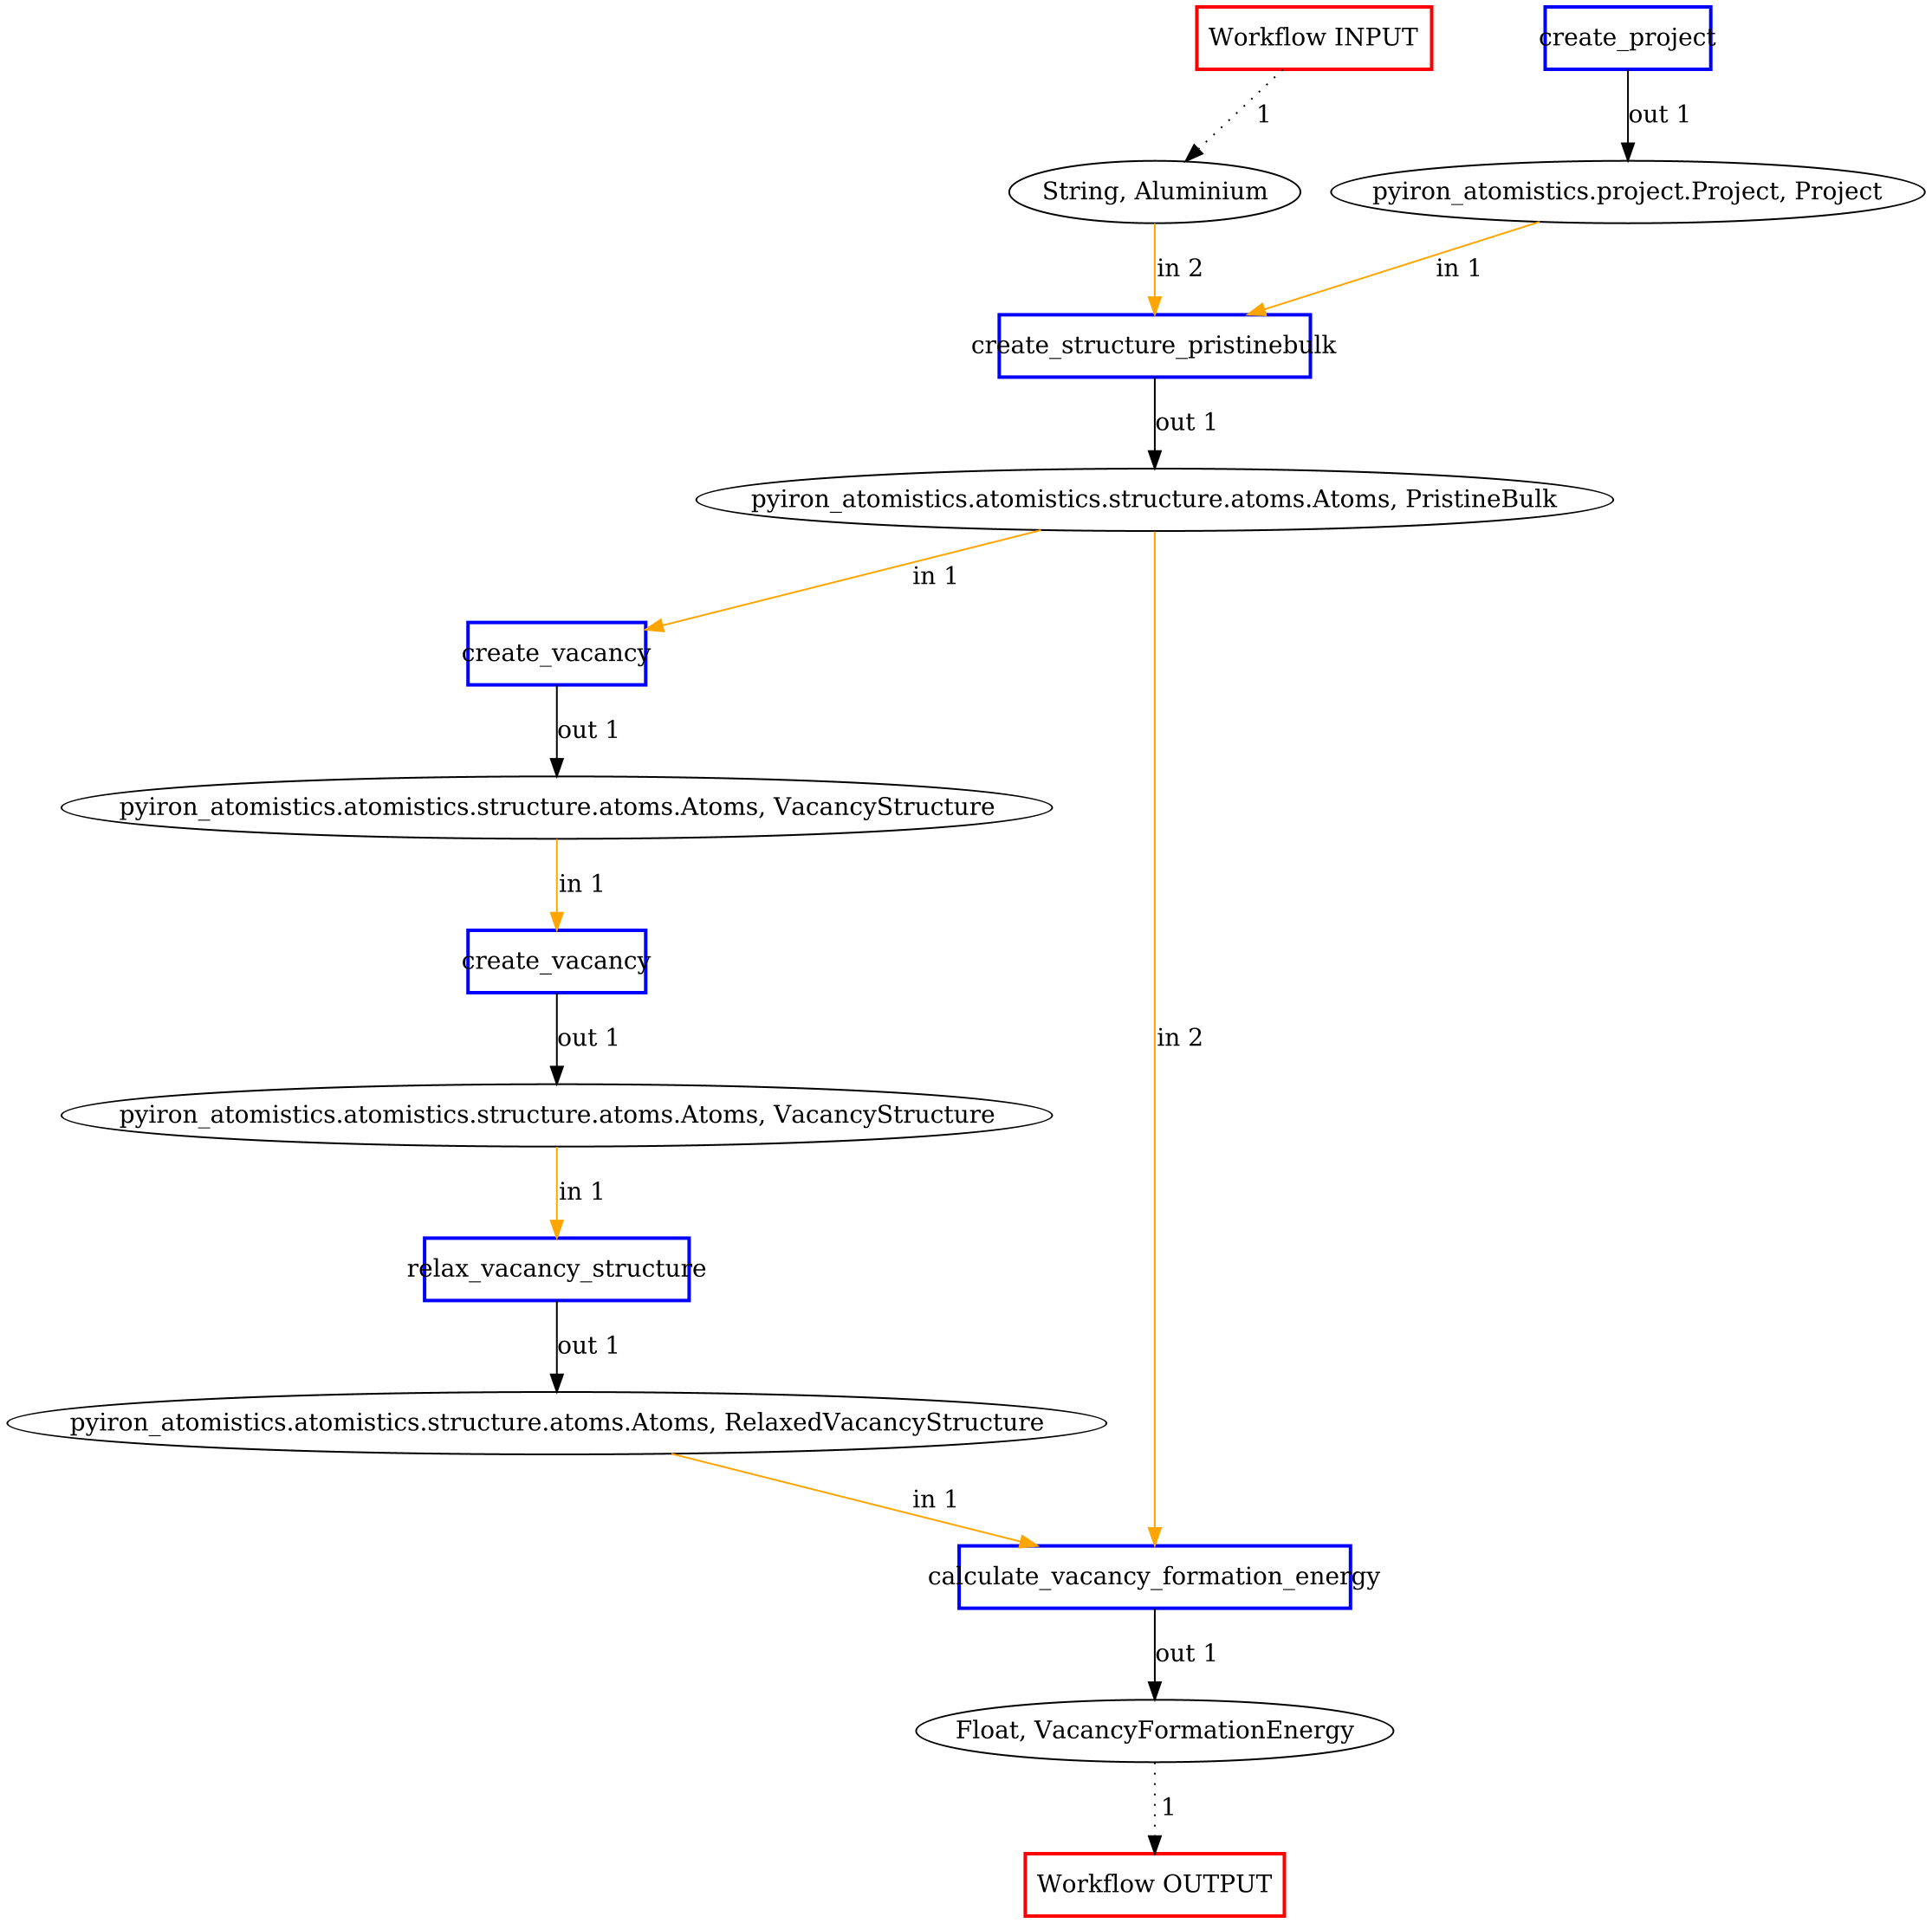 Workflow INPUT
create_project
1
out 1
String, Aluminium
pyiron_atomistics.project.Project, Project
in 2
in 1
create_structure_pristinebulk
out 1
pyiron_atomistics.atomistics.structure.atoms.Atoms, PristineBulk
in 1
create_vacancy
out 1
pyiron_atomistics.atomistics.structure.atoms.Atoms, VacancyStructure
in 1
create_vacancy
out 1
in 2
pyiron_atomistics.atomistics.structure.atoms.Atoms, VacancyStructure
in 1
relax_vacancy_structure
out 1
pyiron_atomistics.atomistics.structure.atoms.Atoms, RelaxedVacancyStructure
in 1
calculate_vacancy_formation_energy
out 1
Float, VacancyFormationEnergy
1
Workflow OUTPUT